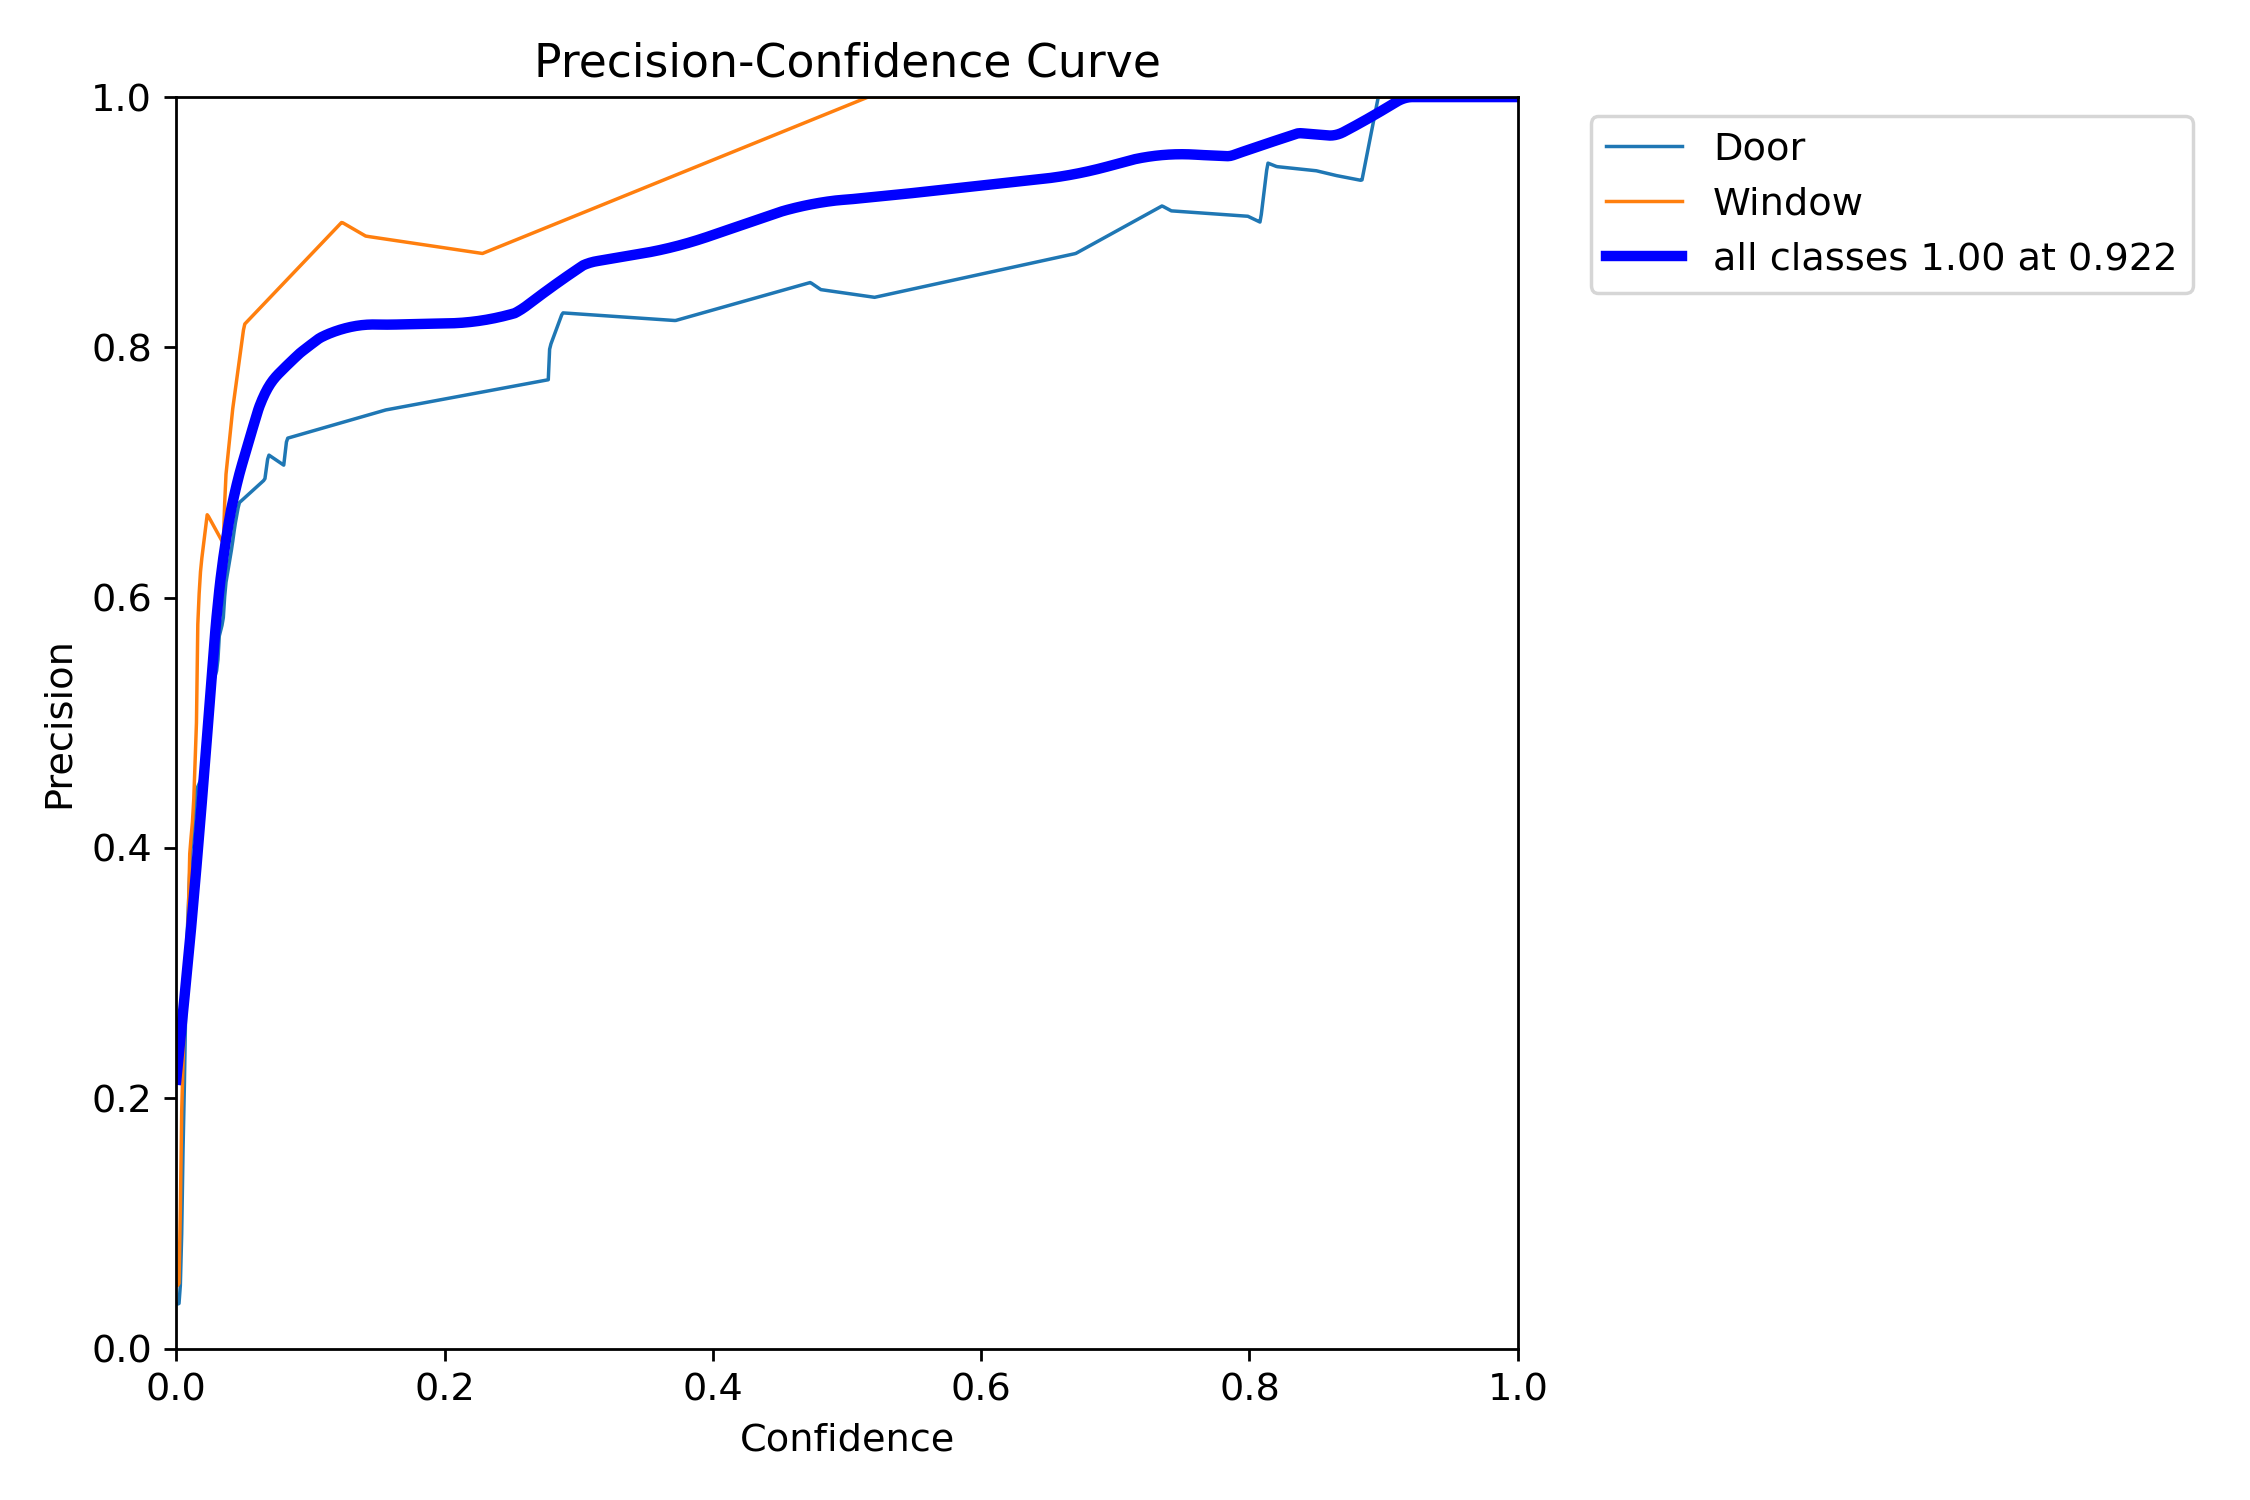 Precision-Confidence Curve
1.0
0.8
0.6
0.4
0.2
0.0
Precision
0.0 0.2 0.4 0.6 0.8 1.0
Confidence
Door
Window
all classes 1.00 at 0.922